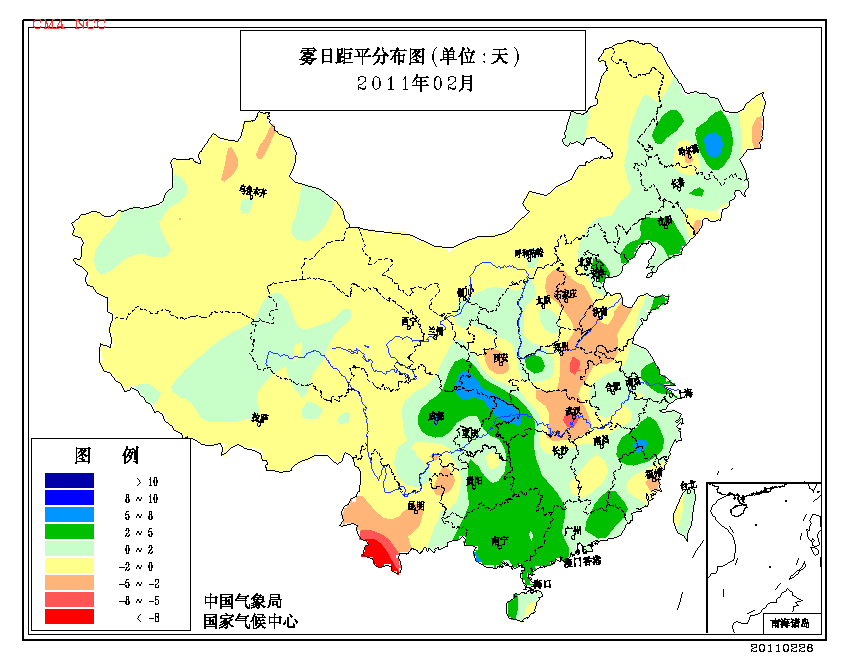 CMA NCC
雾日距平分布图(单位:天)
2011年02月
哈尔滨
长春
乌鲁木齐
沈阳
呼和浩特
北京
天津
银川
太原
石家庄
济南
西宁
兰州
郑州
西安
合肥
南京
上海
拉萨
成都
武汉
重庆
长沙
南昌
贵阳
福州
台北
昆明
南宁
广州
澳门 香港
海口
图 例
> 10
8 ~ 10
5 ~ 8
2 ~ 5
0 ~ 2
-2 ~ 0
-5 ~ -2
-8 ~ -5
< -8
中国气象局
国家气候中心
南海诸岛
20110226